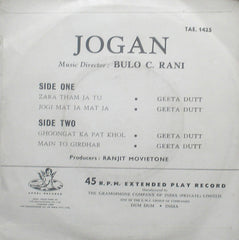 TAE. 1425
JOGAN
Music Director: BULO C. RANI
SIDE ONE
ZARA THAM JA TU • GEETA DUTT
JOGI MAT JA MAT JA • GEETA DUTT
SIDE TWO
GHOONGAT KA PAT KHOL • GEETA DUTT
MAIN TO GIRDHAR • GEETA DUTT
Producers: RANJIT MOVIETONE
45 R.P.M. EXTENDED PLAY RECORD
THE GRAMOPHONE COMPANY OF INDIA (PRIVATE) LIMITED
DUM DUM • INDIA